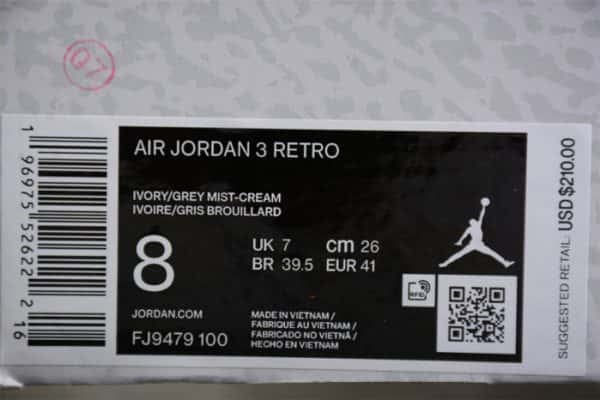 Q7
AIR JORDAN 3 RETRO
IVORY/GREY MIST-CREAM
IVOIRE/GRIS BROUILLARD
8
UK 7 cm 26
BR 39.5 EUR 41
RFID
JORDAN.COM
FJ9479 100
MADE IN VIETNAM /
FABRIQUE AU VIETNAM /
FABRICADO NO VIETNÃ /
HECHO EN VIETNAM
SUGGESTED RETAIL: USD $210.00
1 96975 52622 2 16